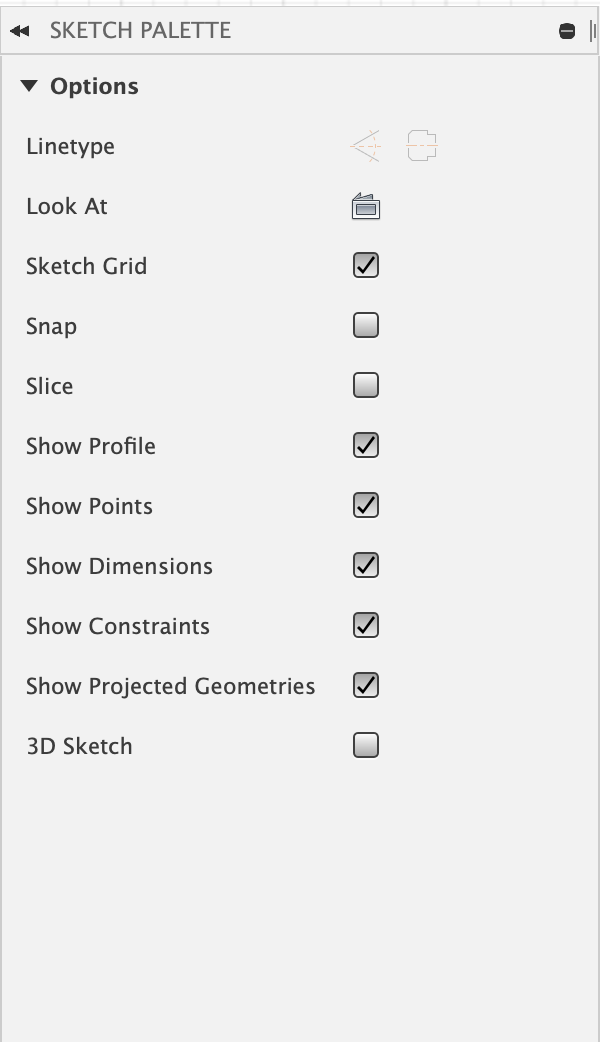 SKETCH PALETTE
Options
Linetype
Look At
Sketch Grid
Snap
Slice
Show Profile
Show Points
Show Dimensions
Show Constraints
Show Projected Geometries
3D Sketch